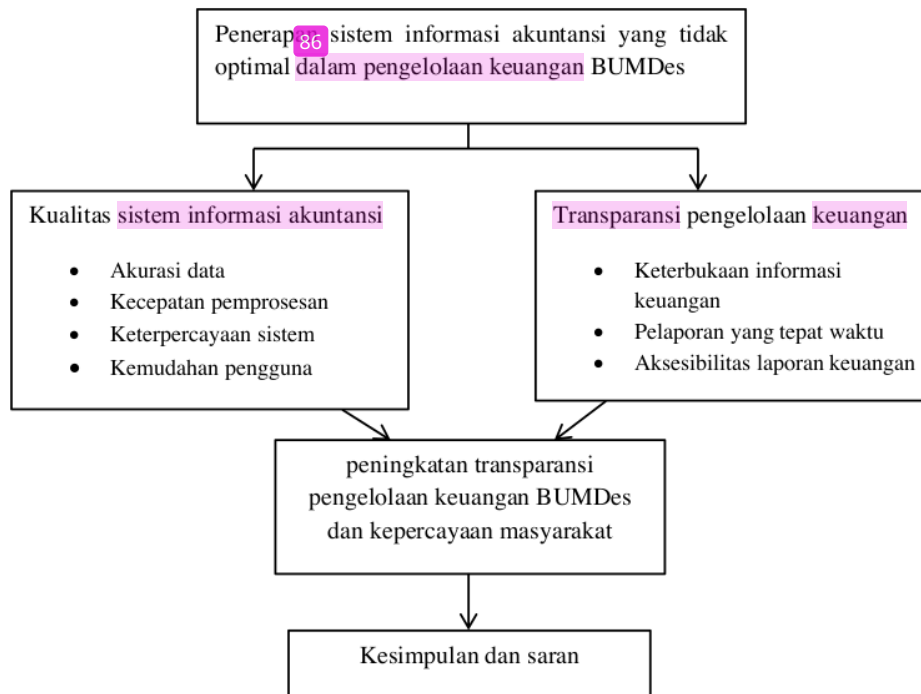 Penerapan sistem informasi akuntansi yang tidak
86
optimal dalam pengelolaan keuangan BUMDes
Kualitas sistem informasi akuntansi
• Akurasi data
• Kecepatan pemprosesan
• Keterpercayaan sistem
• Kemudahan pengguna
Transparansi pengelolaan keuangan
• Keterbukaan informasi
keuangan
• Pelaporan yang tepat waktu
• Aksesibilitas laporan keuangan
peningkatan transparansi
pengelolaan keuangan BUMDes
dan kepercayaan masyarakat
Kesimpulan dan saran